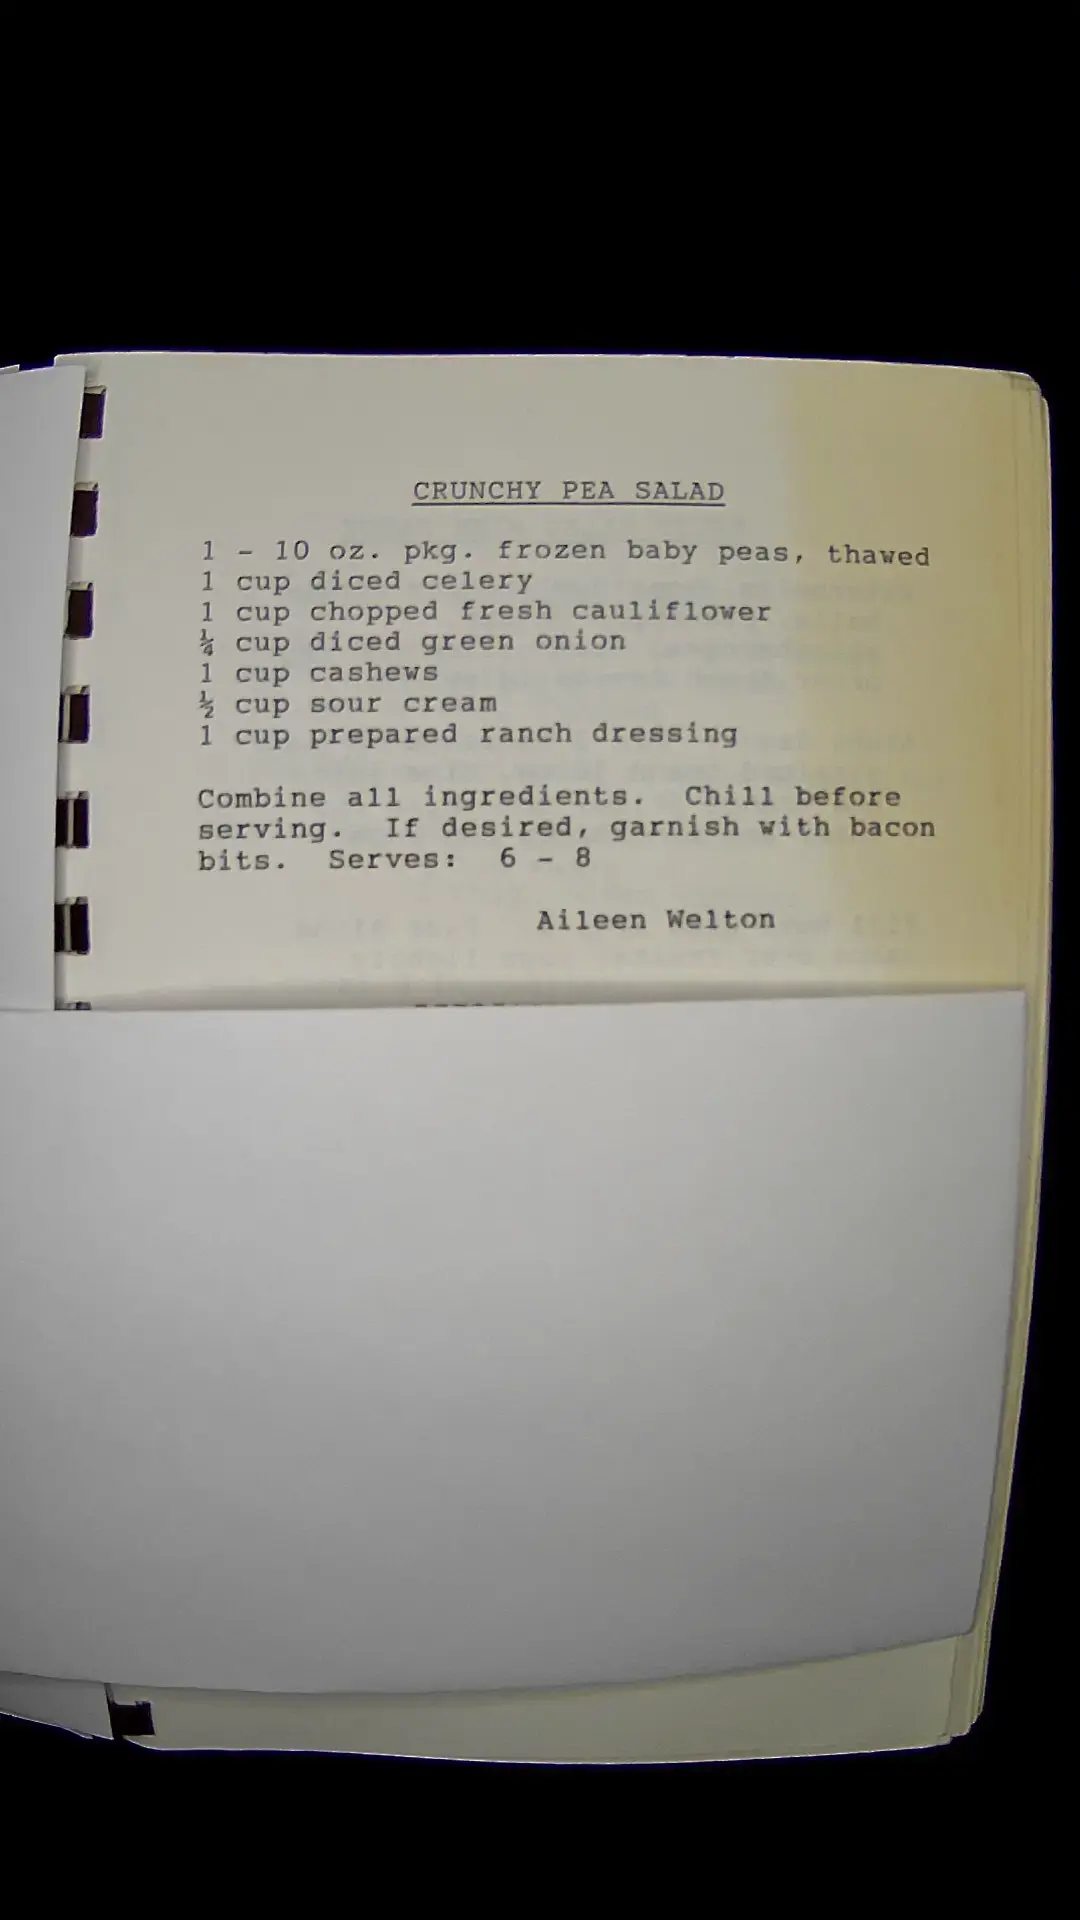 CRUNCHY PEA SALAD
1 - 10 oz. pkg. frozen baby peas, thawed
1 cup diced celery
1 cup chopped fresh cauliflower
¼ cup diced green onion
1 cup cashews
½ cup sour cream
1 cup prepared ranch dressing
Combine all ingredients. Chill before
serving. If desired, garnish with bacon
bits. Serves: 6 - 8
Aileen Welton